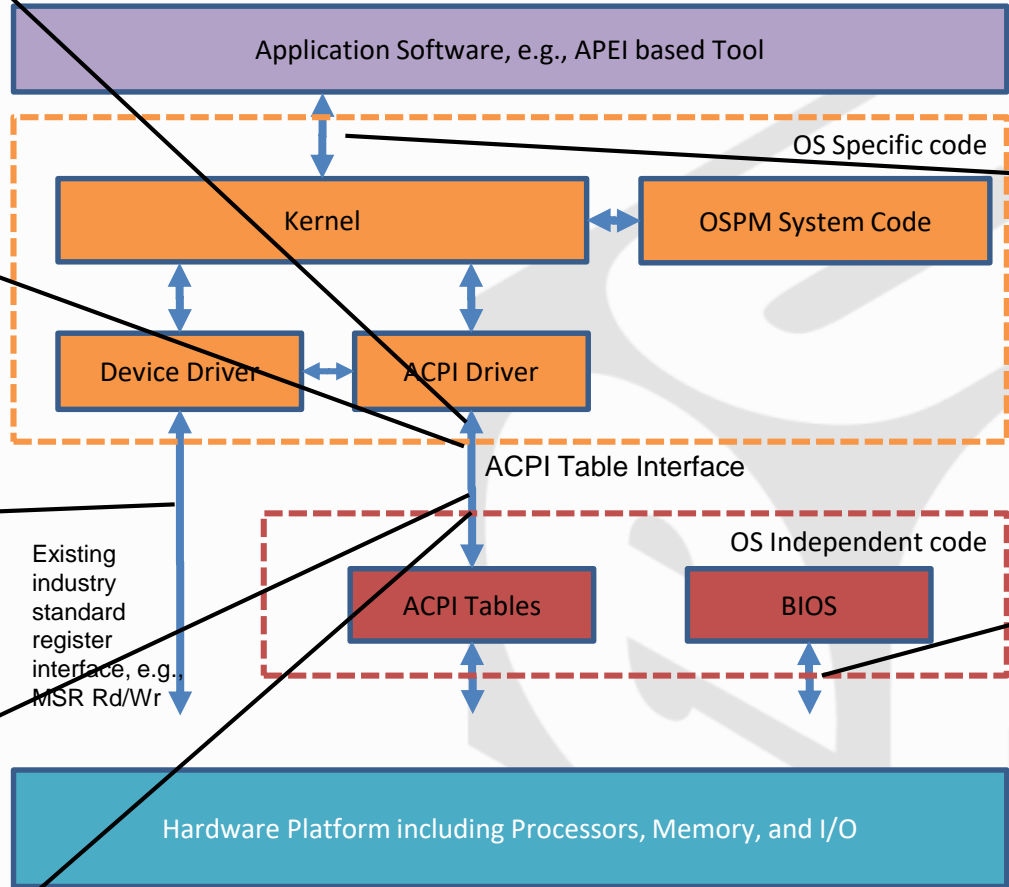 Application Software, e.g., APEI based Tool
OS Specific code
Kernel
OSPM System Code
Device Driver
ACPI Driver
ACPI Table Interface
Existing
industry
standard
register
interface, e.g.,
MSR Rd/Wr
OS Independent code
ACPI Tables
BIOS
Hardware Platform including Processors, Memory, and I/O